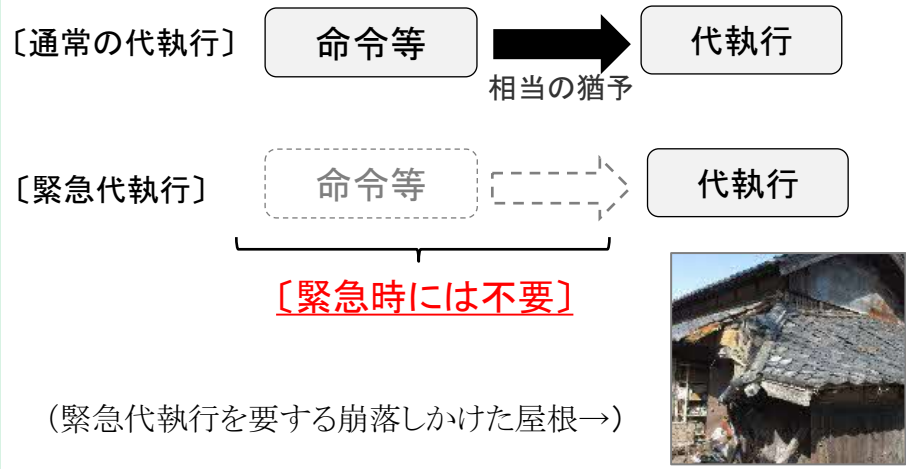 〔通常の代執行〕 命令等 代執行
相当の猶予
〔緊急代執行〕 命令等 代執行
〔緊急時には不要〕
（緊急代執行を要する崩落しかけた屋根→）